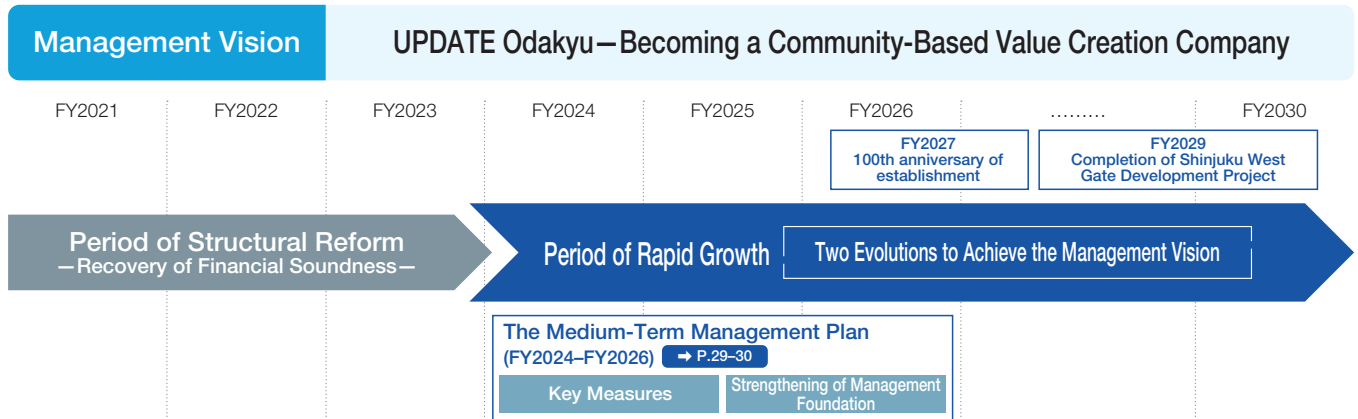 Management Vision
UPDATE Odakyu—Becoming a Community-Based Value Creation Company
FY2021
FY2022
FY2023
FY2024
FY2025
FY2026
.........
FY2030
FY2027
100th anniversary of
establishment
FY2029
Completion of Shinjuku West
Gate Development Project
Period of Structural Reform
—Recovery of Financial Soundness—
Period of Rapid Growth
Two Evolutions to Achieve the Management Vision
The Medium-Term Management Plan
(FY2024–FY2026) ➡ P.29–30
Key Measures
Strengthening of Management
Foundation